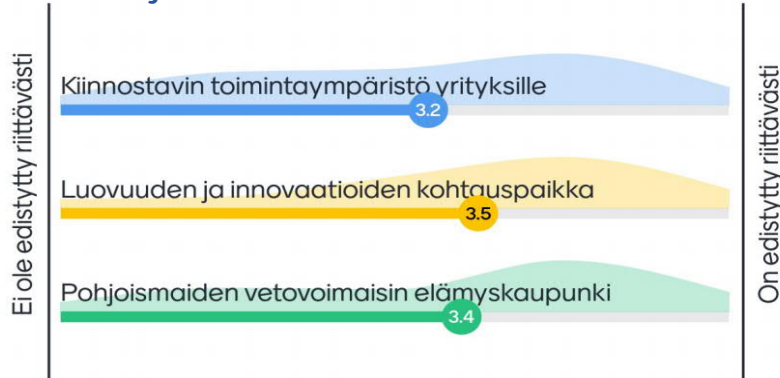 Ei ole edistytty riittävästi
Kiinnostavin toimintaympäristö yrityksille
3.2
Luovuuden ja innovaatioiden kohtauspaikka
3.5
Pohjoismaiden vetovoimaisin elämyskaupunki
3.4
On edistytty riittävästi